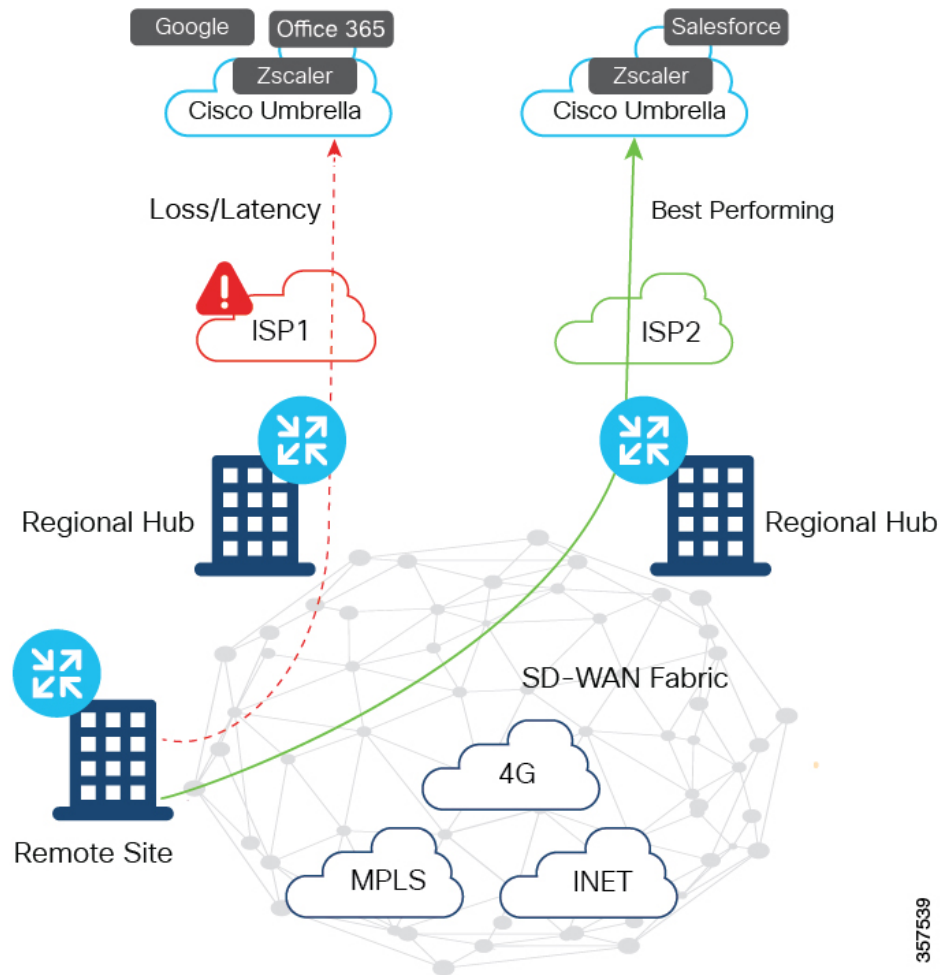 Google
Office 365
Zscaler
Cisco Umbrella
Salesforce
Zscaler
Cisco Umbrella
Loss/Latency
Best Performing
ISP1
ISP2
Regional Hub
Regional Hub
SD-WAN Fabric
4G
Remote Site
MPLS
INET
357539